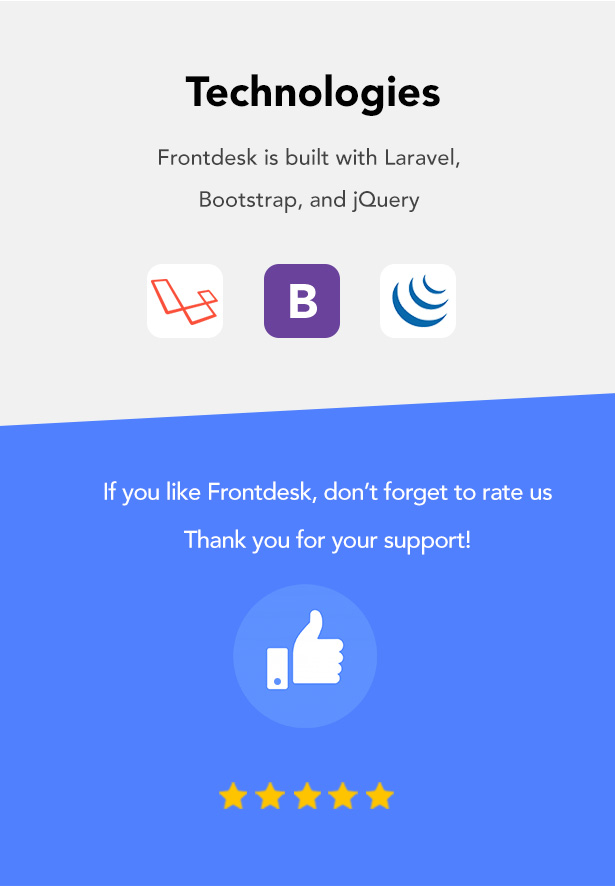 Technologies
Frontdesk is built with Laravel,
Bootstrap, and jQuery
B
If you like Frontdesk, don’t forget to rate us
Thank you for your support!